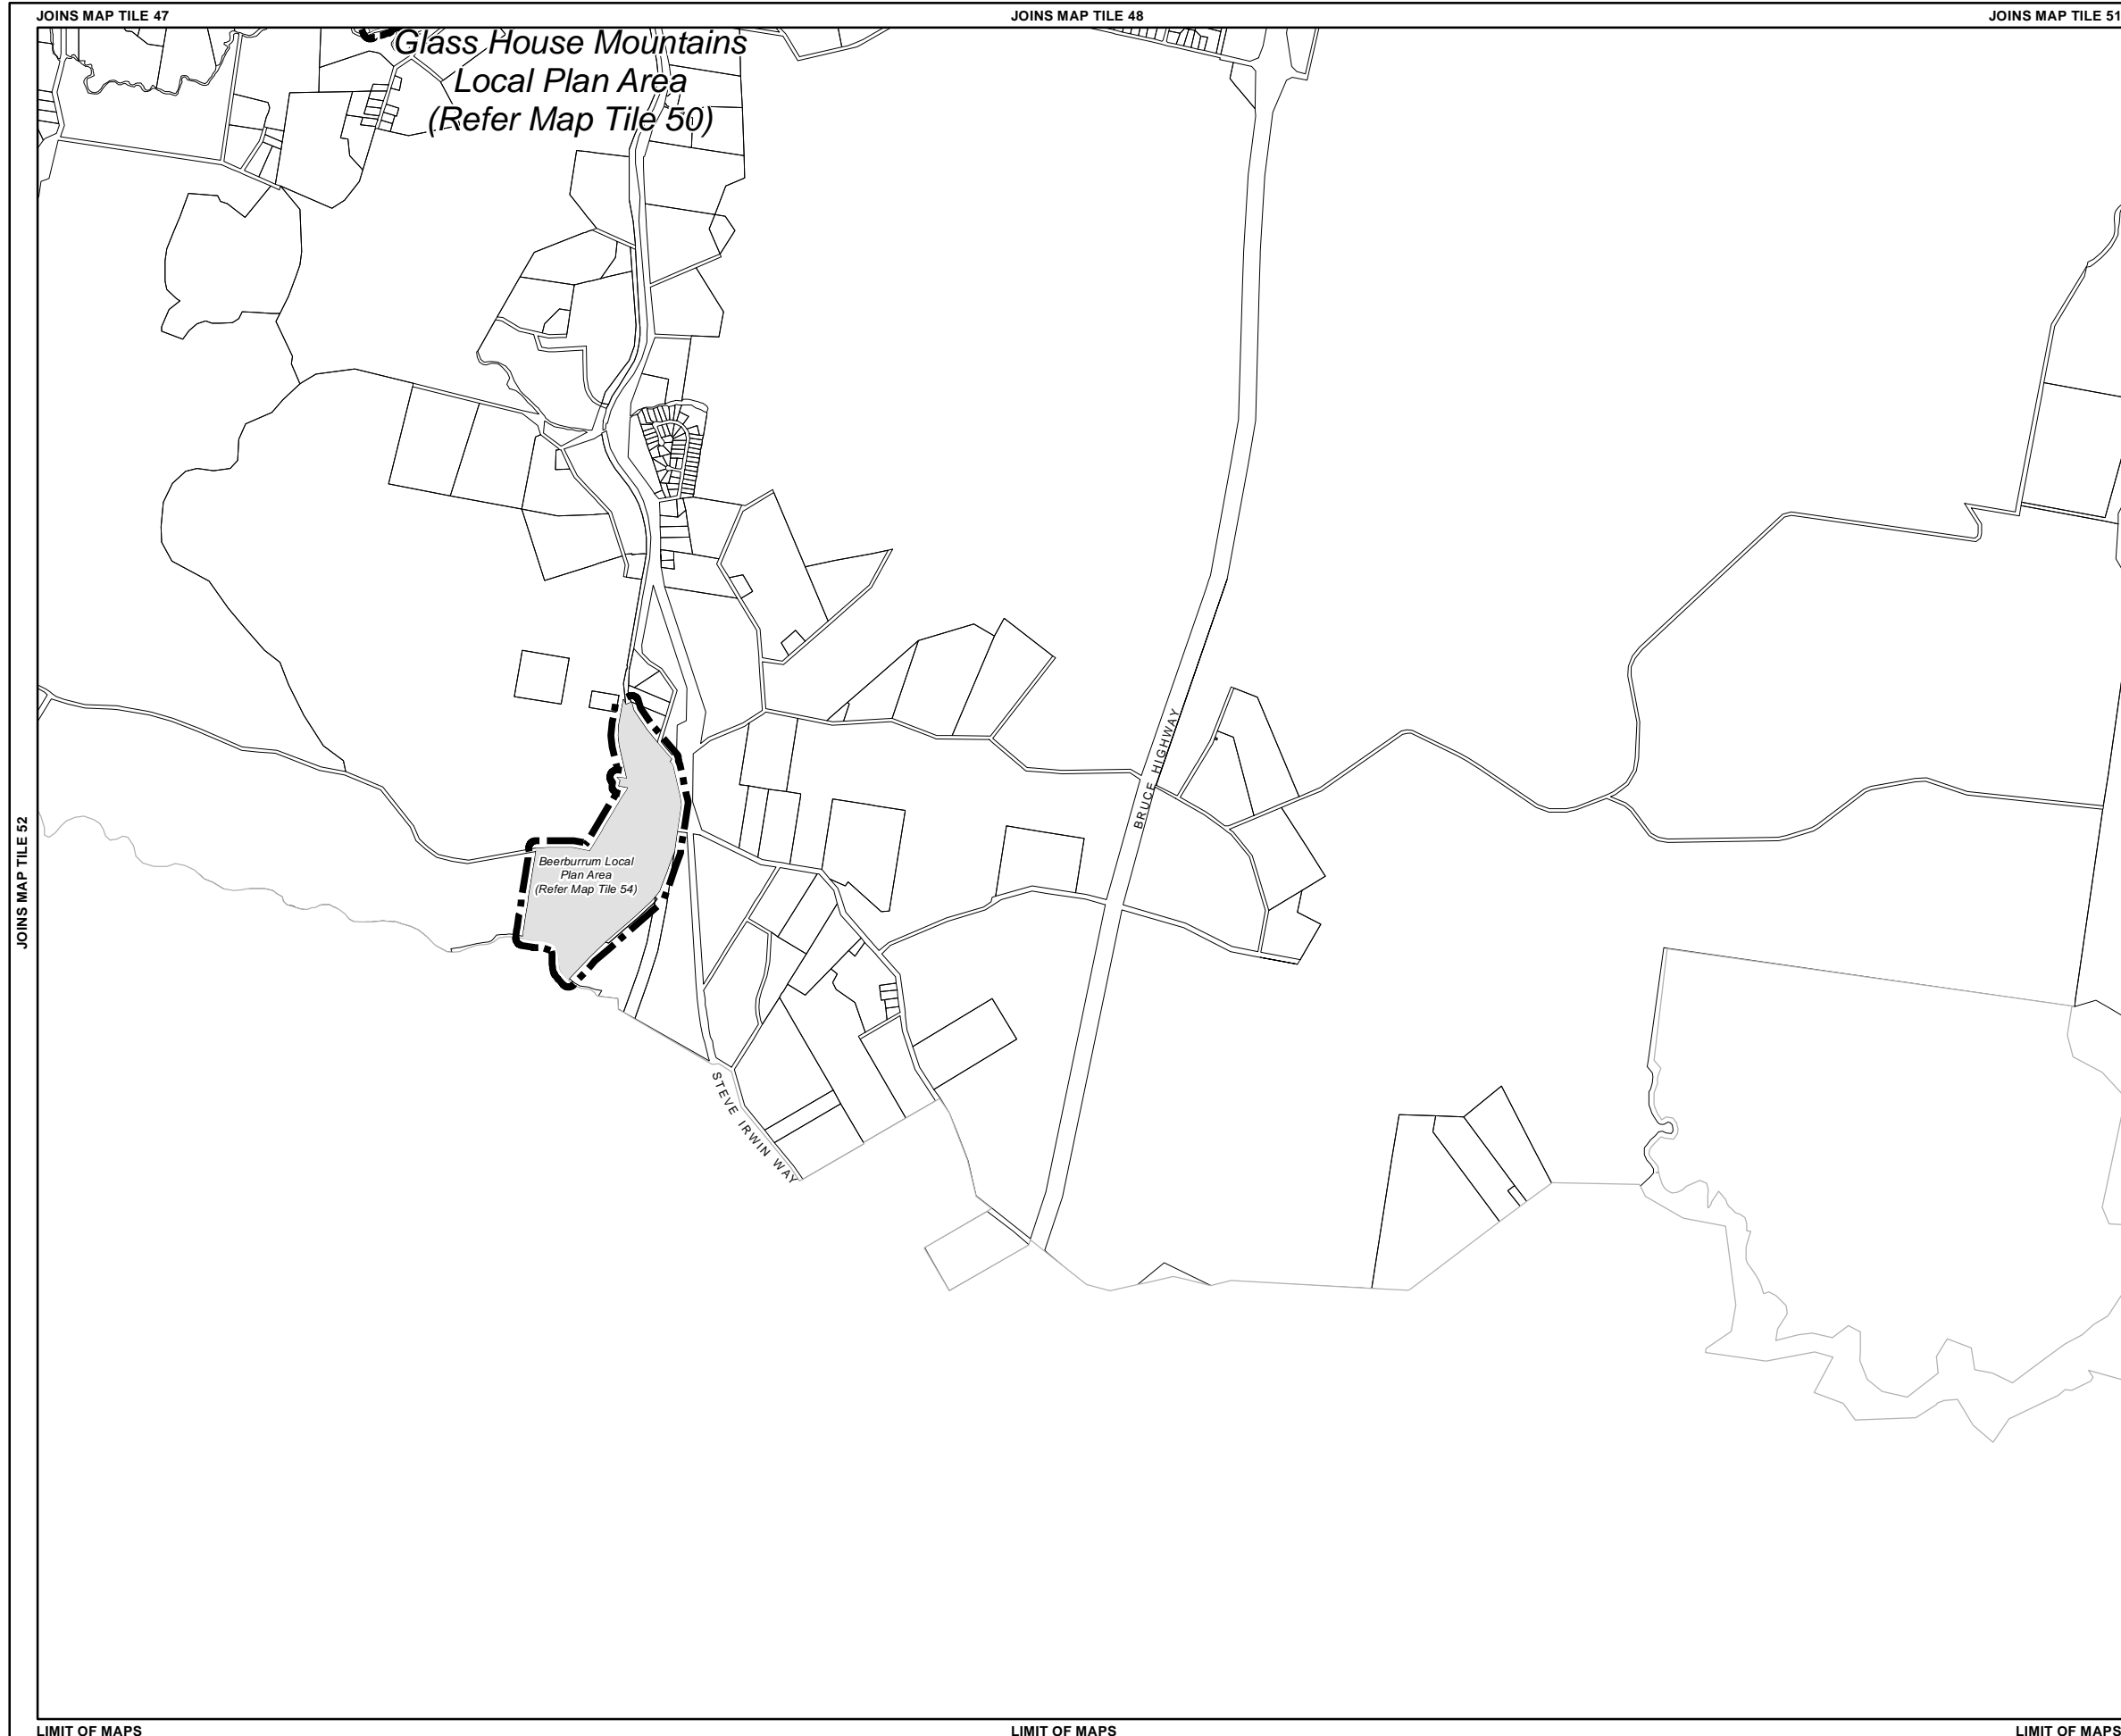 JOINS MAP TILE 47
JOINS MAP TILE 48
JOINS MAP TILE 51
Glass House Mountains
Local Plan Area
(Refer Map Tile 50)
BRUCE HIGHWAY
JOINS MAP TILE 52
Beerburrum Local
Plan Area
(Refer Map Tile 54)
STEVE IRWIN WAY
LIMIT OF MAPS
LIMIT OF MAPS
LIMIT OF MAPS